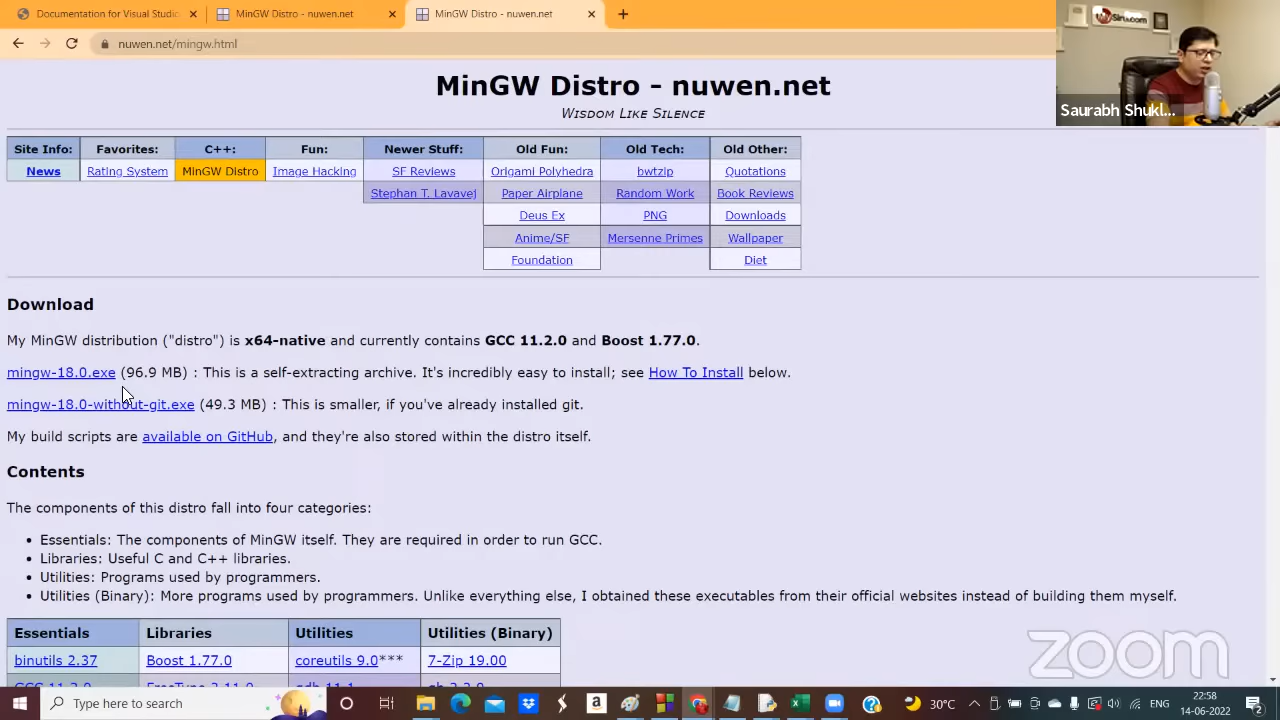 Documentation for Visual Studio
MinGW Distro - nuwen.net
MinGW Distro - nuwen.net
nuwen.net/mingw.html
Saurabh Shukl...
MinGW Distro - nuwen.net
Wisdom Like Silence
Site Info: Favorites: C++: Fun: Newer Stuff: Old Fun: Old Tech: Old Other:
News Rating System MinGW Distro Image Hacking SF Reviews Origami Polyhedra bwtzip Quotations
Stephan T. Lavavej Paper Airplane Random Work Book Reviews
Deus Ex PNG Downloads
Anime/SF Mersenne Primes Wallpaper
Foundation Diet
Download
My MinGW distribution ("distro") is x64-native and currently contains GCC 11.2.0 and Boost 1.77.0.
mingw-18.0.exe (96.9 MB) : This is a self-extracting archive. It's incredibly easy to install; see How To Install below.
mingw-18.0-without-git.exe (49.3 MB) : This is smaller, if you've already installed git.
My build scripts are available on GitHub, and they're also stored within the distro itself.
Contents
The components of this distro fall into four categories:
• Essentials: The components of MinGW itself. They are required in order to run GCC.
• Libraries: Useful C and C++ libraries.
• Utilities: Programs used by programmers.
• Utilities (Binary): More programs used by programmers. Unlike everything else, I obtained these executables from their official websites instead of building them myself.
Essentials Libraries Utilities Utilities (Binary)
binutils 2.37 Boost 1.77.0 coreutils 9.0*** 7-Zip 19.00
zoom
Type here to search
30°C
ENG
22:58
14-06-2022
2